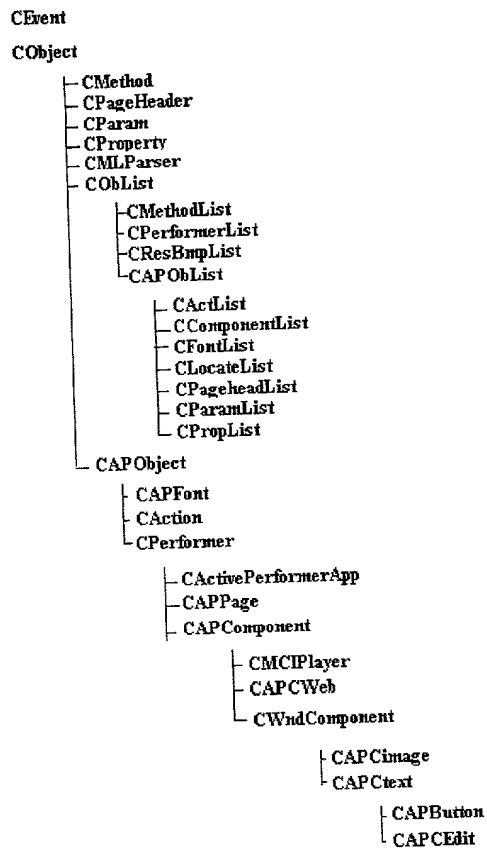 CEvent
CObject
CMethod
CPageHeader
CParam
CProperty
CMLParser
CObList
CMethodList
CPerformerList
CResBmpList
CAPObList
CActList
CComponentList
CFontList
CLocateList
CPageheadList
CParamList
CPropList
CAPObject
CAPFont
CAction
CPerformer
CActivePerformerApp
CAPPage
CAPComponent
CMCIPlayer
CAPCWeb
CWndComponent
CAPCimage
CAPCtext
CAPButton
CAPCEdit